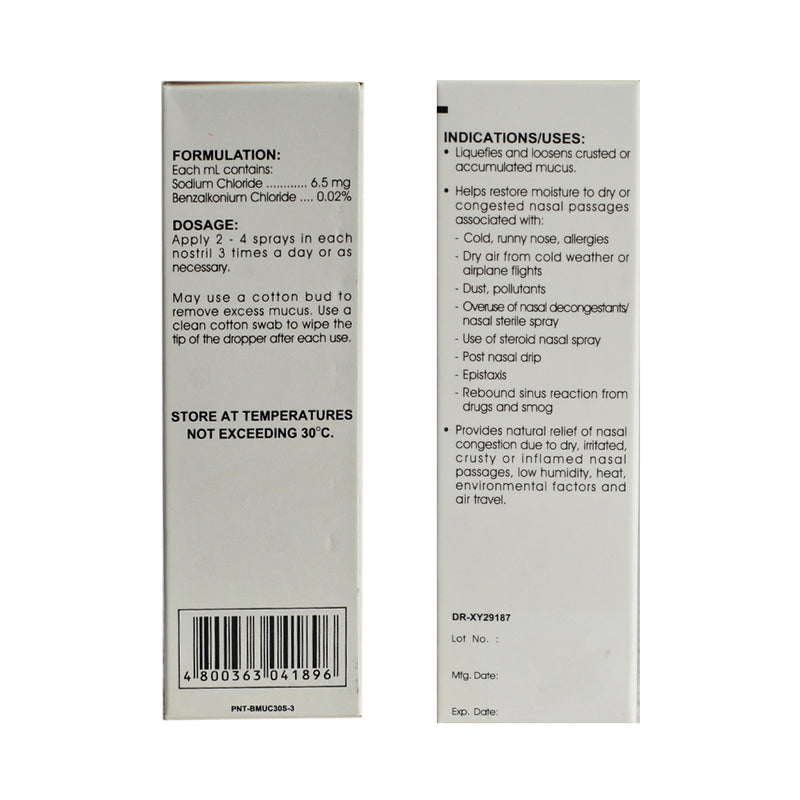 FORMULATION:
Each mL contains:
Sodium Chloride ............ 6.5 mg
Benzalkonium Chloride .... 0.02%
DOSAGE:
Apply 2 - 4 sprays in each
nostril 3 times a day or as
necessary.
May use a cotton bud to
remove excess mucus. Use a
clean cotton swab to wipe the
tip of the dropper after each use.
STORE AT TEMPERATURES
NOT EXCEEDING 30°C.
4 800363 041896
PNT-BMUC30S-3
INDICATIONS/USES:
• Liquefies and loosens crusted or
accumulated mucus.
• Helps restore moisture to dry or
congested nasal passages
associated with:
- Cold, runny nose, allergies
- Dry air from cold weather or
airplane flights
- Dust, pollutants
- Overuse of nasal decongestants/
nasal sterile spray
- Use of steroid nasal spray
- Post nasal drip
- Epistaxis
- Rebound sinus reaction from
drugs and smog
• Provides natural relief of nasal
congestion due to dry, irritated,
crusty or inflamed nasal
passages, low humidity, heat,
environmental factors and
air travel.
DR-XY29187
Lot No. :
Mfg. Date:
Exp. Date: